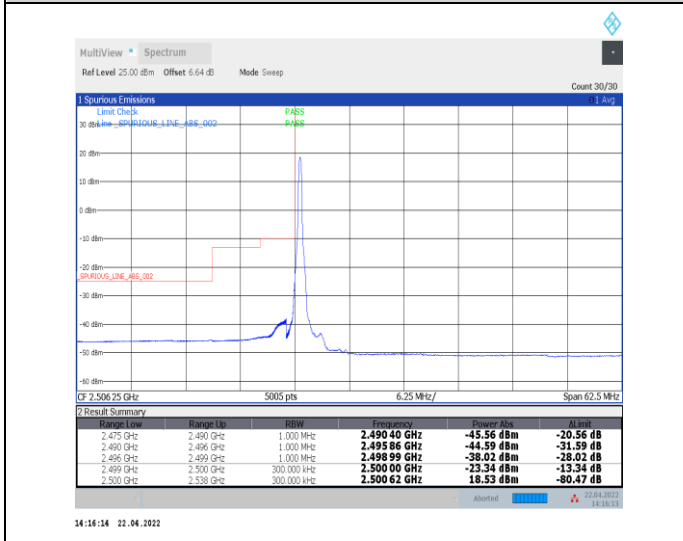 MultiView Spectrum
Ref Level 25.00 dBm Offset 6.64 dB Mode Sweep
Count 30/30
1 Spurious Emissions 1 Avg
Limit Check PASS
30 dBm Line _SPURIOUS_LINE_ABS_002 PASS
20 dBm
10 dBm
0 dBm
-10 dBm
-20 dBm
_SPURIOUS_LINE_ABS_002
-30 dBm
-40 dBm
-50 dBm
-60 dBm
CF 2.506 25 GHz 5005 pts 6.25 MHz/ Span 62.5 MHz
2 Result Summary
Range Low Range Up RBW Frequency Power Abs ΔLimit
2.475 GHz 2.490 GHz 1.000 MHz 2.490 40 GHz -45.56 dBm -20.56 dB
2.490 GHz 2.496 GHz 1.000 MHz 2.495 86 GHz -44.59 dBm -31.59 dB
2.496 GHz 2.499 GHz 1.000 MHz 2.498 99 GHz -38.02 dBm -28.02 dB
2.499 GHz 2.500 GHz 300.000 kHz 2.500 00 GHz -23.34 dBm -13.34 dB
2.500 GHz 2.538 GHz 300.000 kHz 2.500 62 GHz 18.53 dBm -80.47 dB
Aborted 22.04.2022
14:16:13
14:16:14 22.04.2022